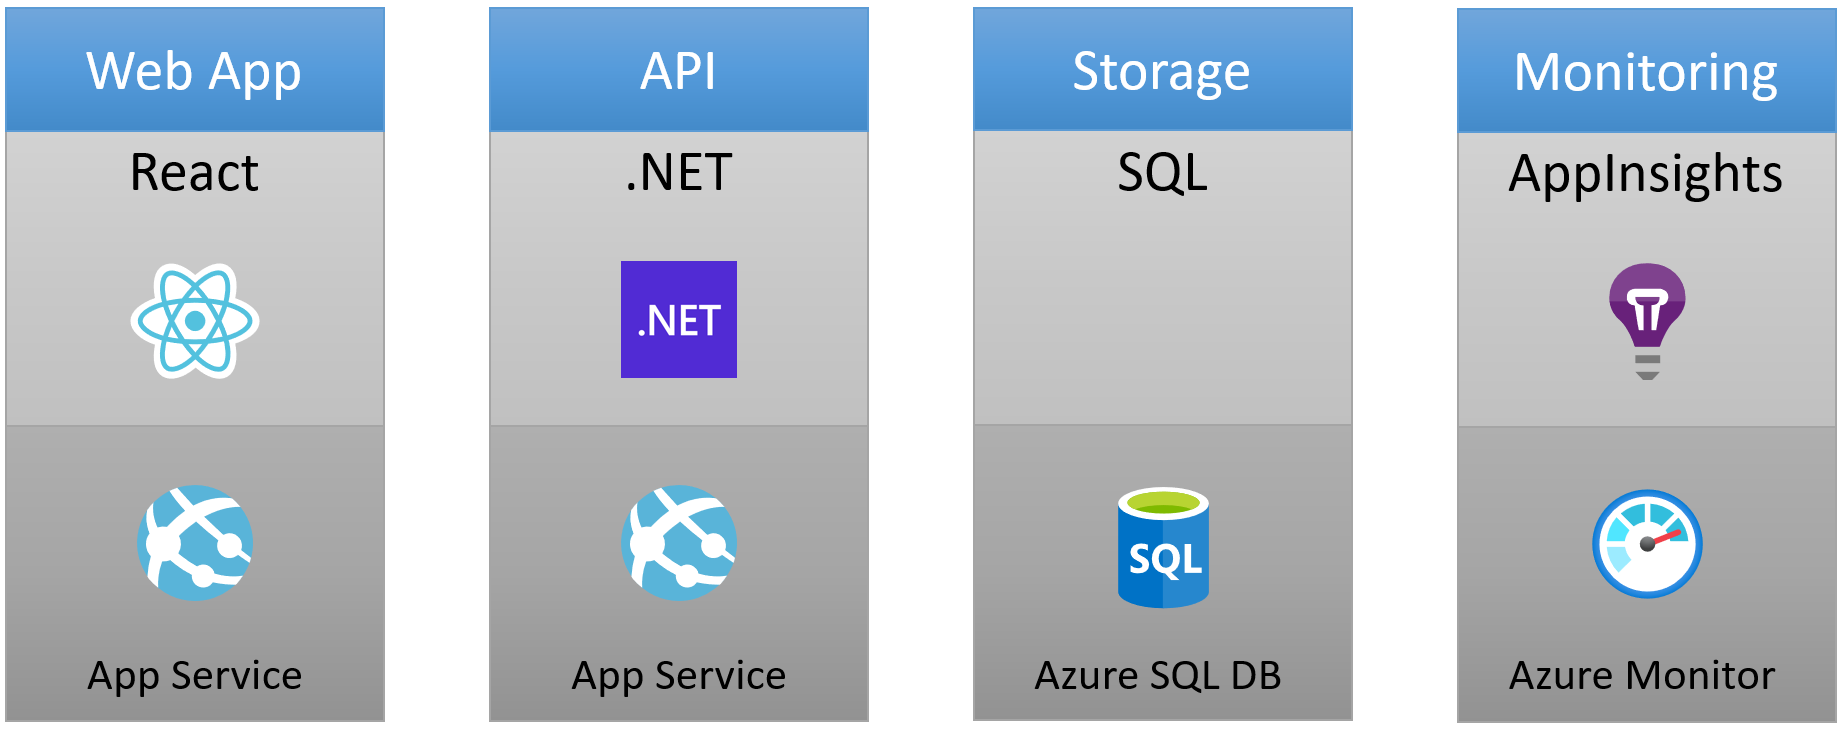 Web App
React
App Service
API
.NET
.NET
App Service
Storage
SQL
SQL
Azure SQL DB
Monitoring
AppInsights
Azure Monitor